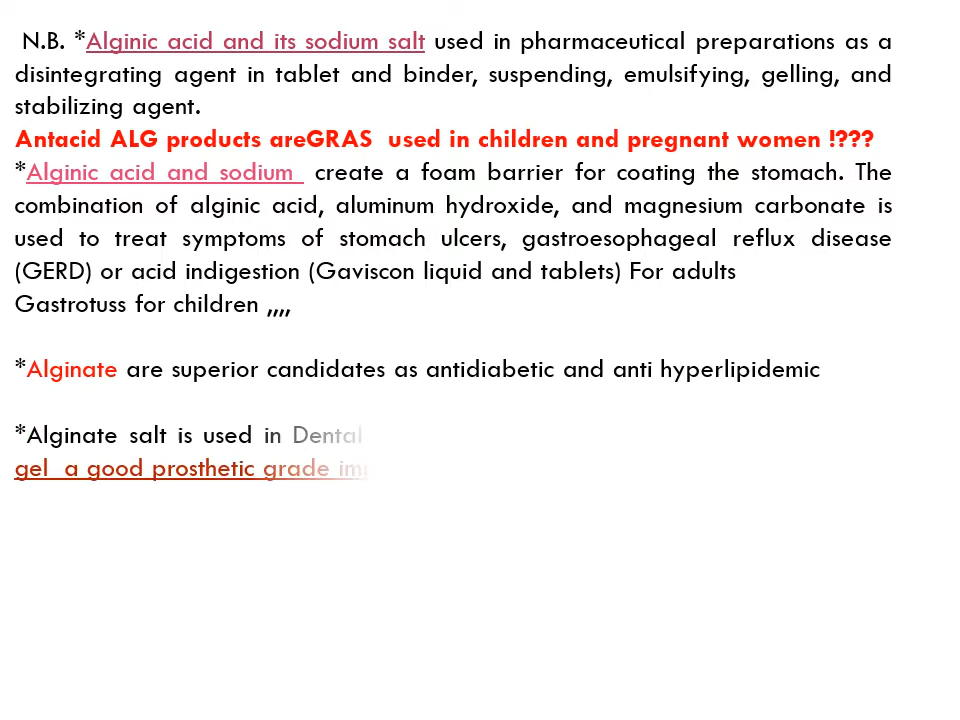 N.B. *Alginic acid and its sodium salt used in pharmaceutical preparations as a
disintegrating agent in tablet and binder, suspending, emulsifying, gelling, and
stabilizing agent.
Antacid ALG products areGRAS used in children and pregnant women !???
*Alginic acid and sodium create a foam barrier for coating the stomach. The
combination of alginic acid, aluminum hydroxide, and magnesium carbonate is
used to treat symptoms of stomach ulcers, gastroesophageal reflux disease
(GERD) or acid indigestion (Gaviscon liquid and tablets) For adults
Gastrotuss for children ,,,,
*Alginate are superior candidates as antidiabetic and anti hyperlipidemic
*Alginate salt is used in Dental
gel a good prosthetic grade